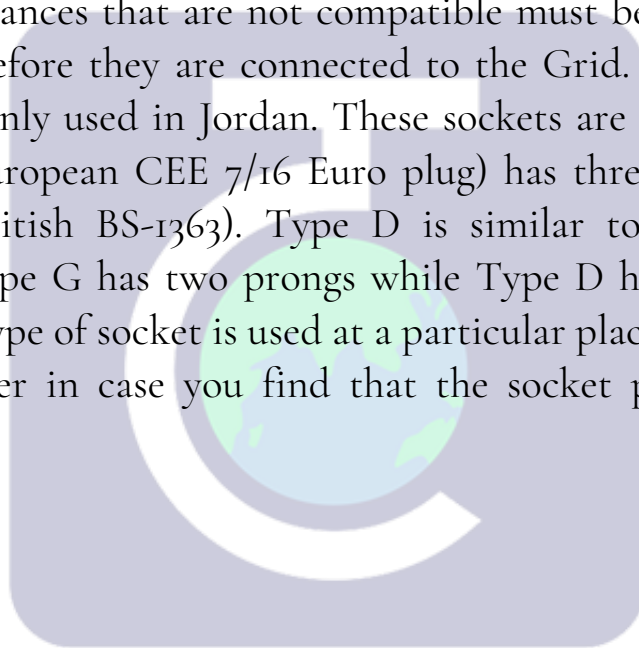 ances that are not compatible must be
efore they are connected to the Grid.
nly used in Jordan. These sockets are
uropean CEE 7/16 Euro plug) has thre
itish BS-1363). Type D is similar to
pe G has two prongs while Type D h
ype of socket is used at a particular plac
er in case you find that the socket p